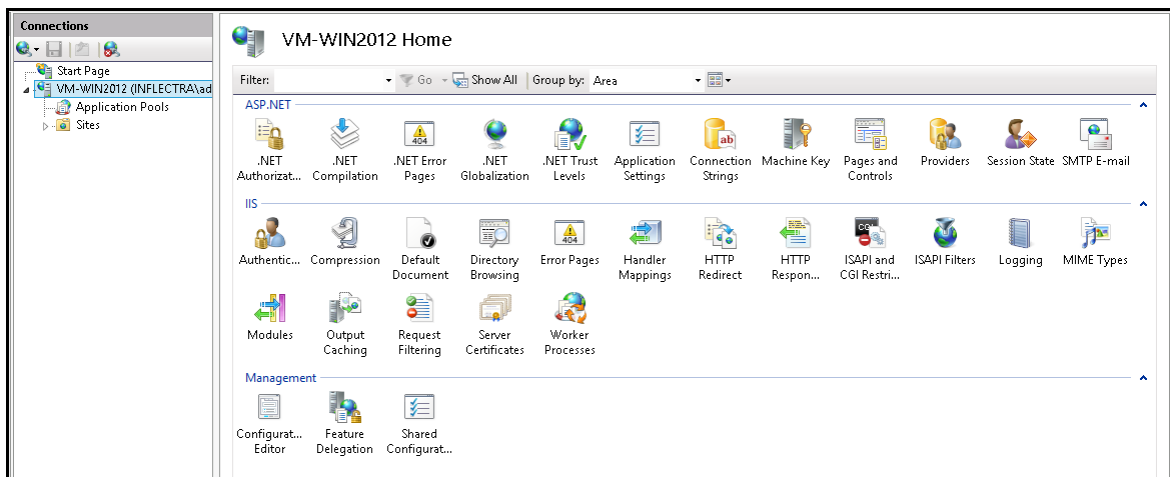 Connections
Start Page
VM-WIN2012 (INFLECTRA\ad
Application Pools
Sites
VM-WIN2012 Home
Filter: Go Show All Group by: Area
ASP.NET
.NET Authorizat...
.NET Compilation
.NET Error Pages
404
.NET Globalization
.NET Trust Levels
Application Settings
ab
Connection Strings
Machine Key
Pages and Controls
Providers
Session State
SMTP E-mail
IIS
Authentic...
Compression
Default Document
Directory Browsing
404
Error Pages
Handler Mappings
HTTP Redirect
HTTP Respon...
CGI
ISAPI and CGI Restri...
ISAPI Filters
Logging
MIME Types
Modules
Output Caching
Request Filtering
Server Certificates
Worker Processes
Management
Configurat... Editor
Feature Delegation
Shared Configurat...